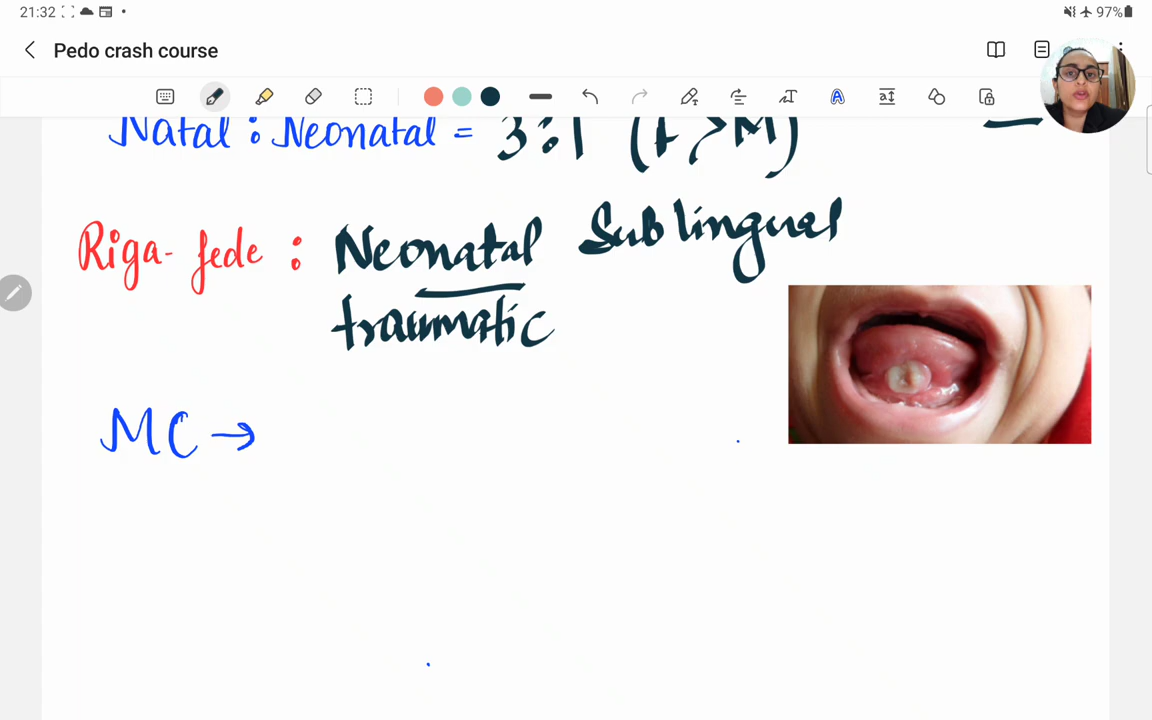 21:32
97%
Pedo crash course
Natal : Neonatal = 3:1 (F>M)
Riga-fede : Neonatal Sublingual
traumatic
MC →